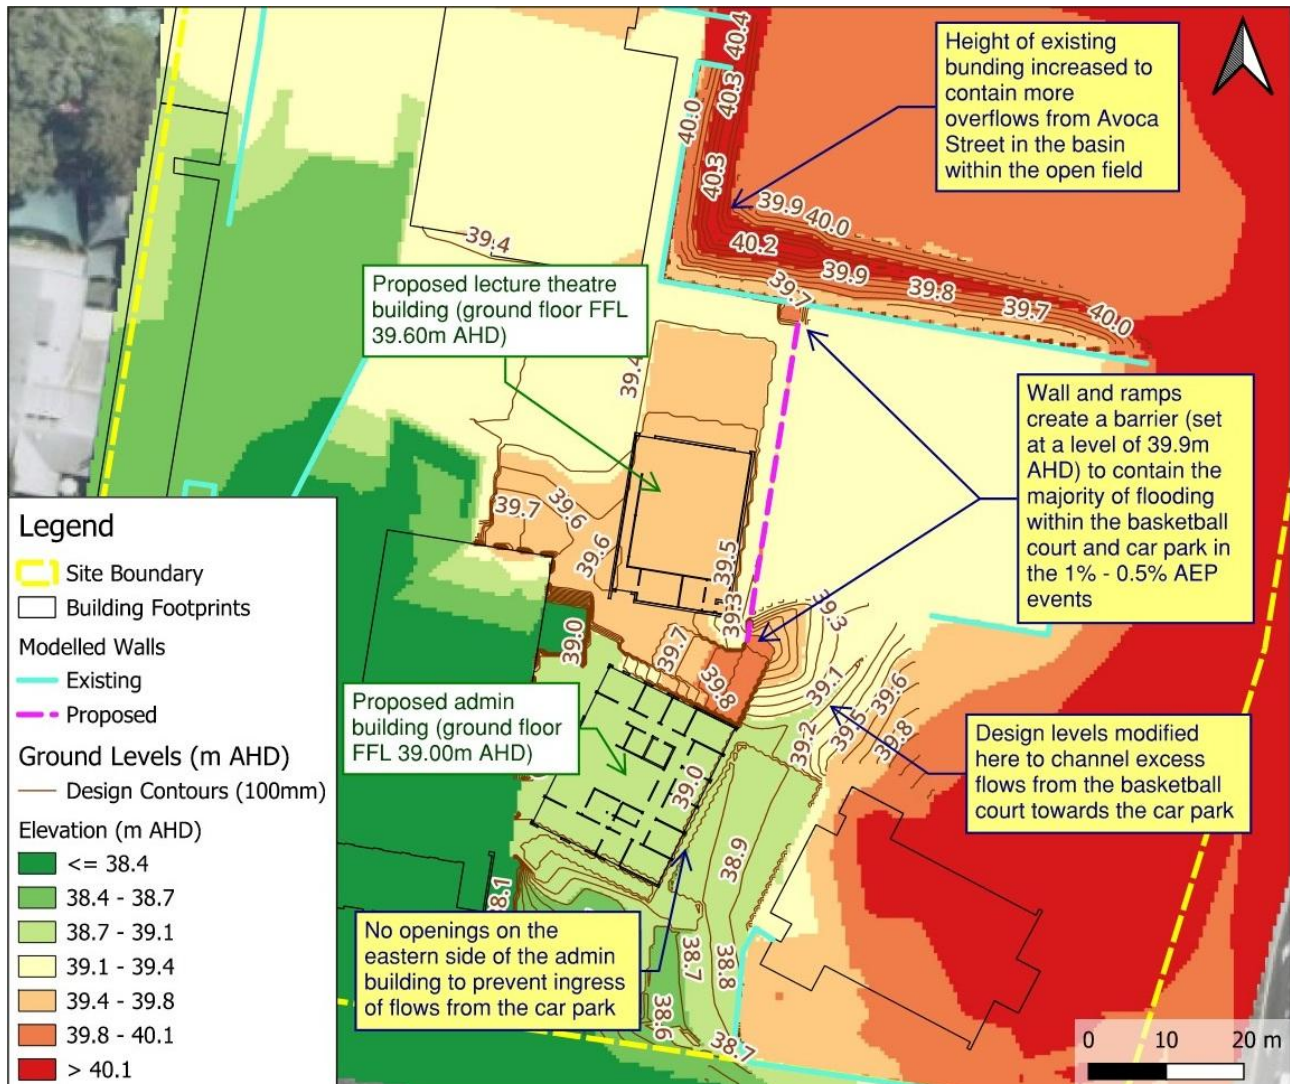 Height of existing
bunding increased to
contain more
overflows from Avoca
Street in the basin
within the open field
40.4
40.3
40.0
40.3
39.9
40.0
40.2
39.4
39.9
39.8
39.7
39.7
40.0
Proposed lecture theatre
building (ground floor FFL
39.60m AHD)
39.4
Wall and ramps
create a barrier (set
at a level of 39.9m
AHD) to contain the
majority of flooding
within the basketball
court and car park in
the 1% - 0.5% AEP
events
39.7
39.6
39.6
39.5
39.3
39.3
39.0
39.7
39.8
39.1
39.6
39.2
39.5
39.8
Proposed admin
building (ground floor
FFL 39.00m AHD)
39.0
Design levels modified
here to channel excess
flows from the basketball
court towards the car park
38.9
38.1
No openings on the
eastern side of the admin
building to prevent ingress
of flows from the car park
38.7
38.8
38.6
38.7
Legend
Site Boundary
Building Footprints
Modelled Walls
Existing
Proposed
Ground Levels (m AHD)
Design Contours (100mm)
Elevation (m AHD)
<= 38.4
38.4 - 38.7
38.7 - 39.1
39.1 - 39.4
39.4 - 39.8
39.8 - 40.1
> 40.1
0 10 20 m